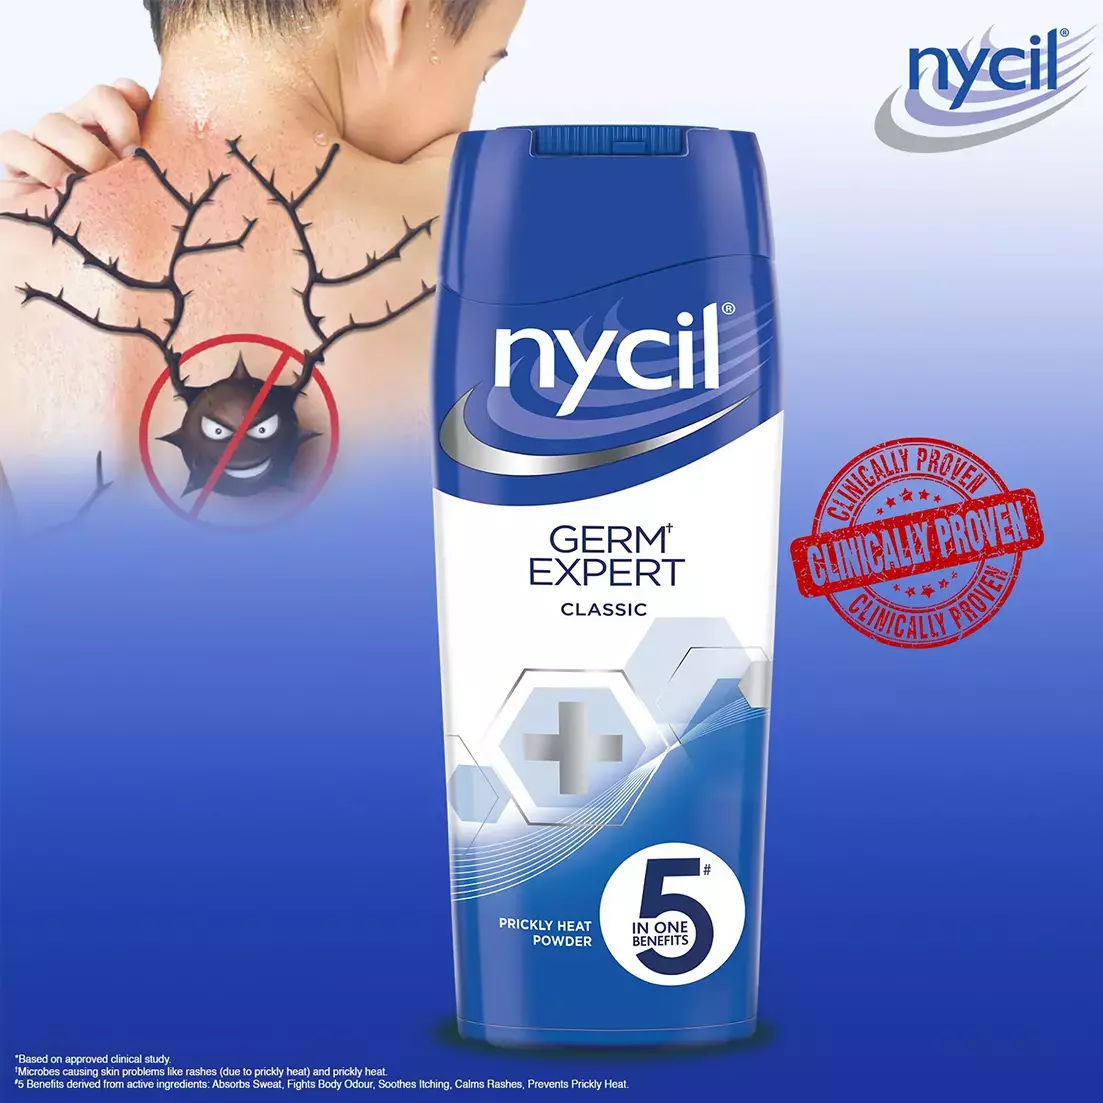 nycil®
nycil®
GERM†
EXPERT
CLASSIC
CLINICALLY PROVEN
CLINICALLY PROVEN
CLINICALLY PROVEN
PRICKLY HEAT
POWDER
5#
IN ONE
BENEFITS
*Based on approved clinical study.
†Microbes causing skin problems like rashes (due to prickly heat) and prickly heat.
#5 Benefits derived from active ingredients: Absorbs Sweat, Fights Body Odour, Soothes Itching, Calms Rashes, Prevents Prickly Heat.